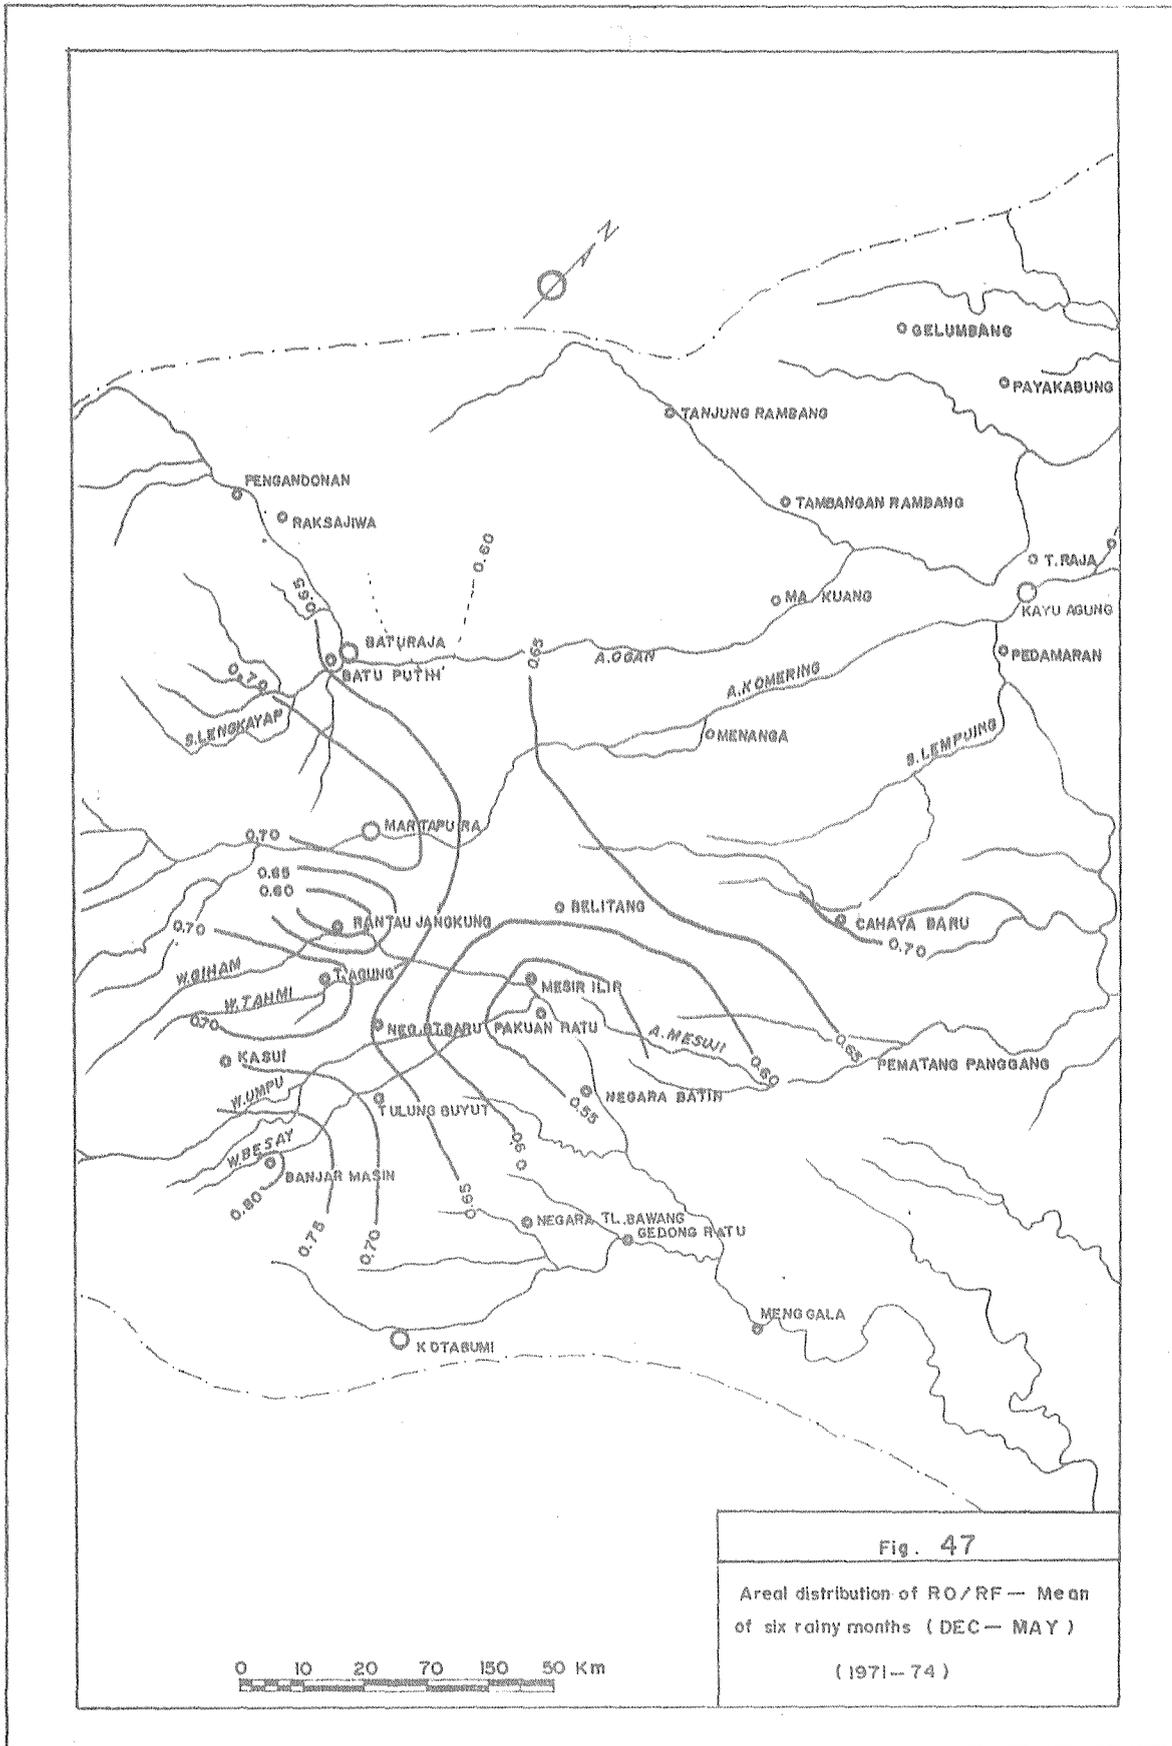 N
GELUMBANG
PAYAKABUNG
TANJUNG RAMBANG
PENGANDONAN
TAMBANGAN RAMBANG
RAKSAJIWA
0.60
T.RAJA
0.65
MA. KUANG
KAYU AGUNG
BATURAJA
0.65
A.OGAN
PEDAMARAN
BATU PUTIH
0.70
A.KOMERING
S.LENGKAYAP
MENANGA
S.LEMPUING
MARTAPURA
0.70
0.65
0.60
BELITANG
RANTAU JANGKUNG
CAHAYA BARU
0.70
0.70
W.GIHAM
T.AGUNG
MESIR ILIR
W.TAHMI
0.70
NEG.BT.BARU
PAKUAN RATU
A.MESUJI
0.65
KASUI
0.60
PEMATANG PANGGANG
W.UMPU
NEGARA BATIN
TULUNG BUYUT
0.55
W.BESAY
0.60
BANJAR MASIN
0.80
0.65
NEGARA TL.BAWANG
GEDONG RATU
0.75
0.70
MENGGALA
KOTABUMI
Fig. 47
Areal distribution of RO/RF— Mean
of six rainy months (DEC— MAY)
(1971—74)
0 10 20 70 150 50 Km